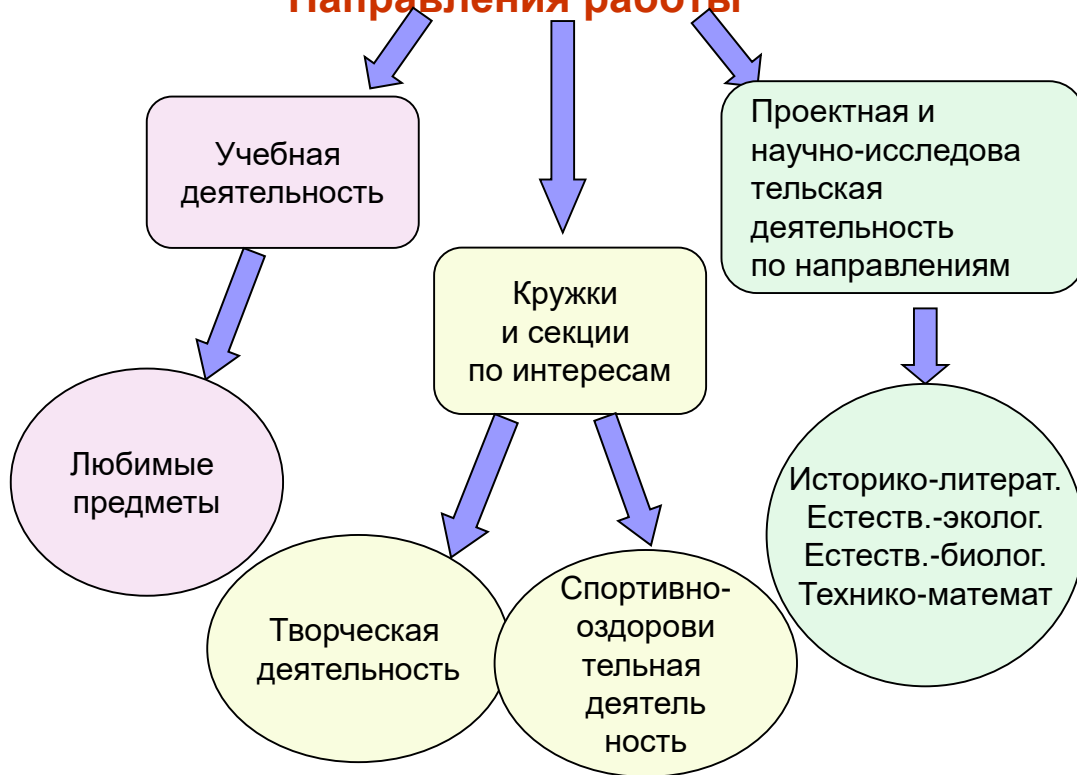 Направления работы
Учебная
деятельность
Проектная и
научно-исследова
тельская
деятельность
по направлениям
Кружки
и секции
по интересам
Любимые
предметы
Творческая
деятельность
Спортивно-
оздорови
тельная
деятель
ность
Историко-литерат.
Естеств.-эколог.
Естеств.-биолог.
Технико-математ